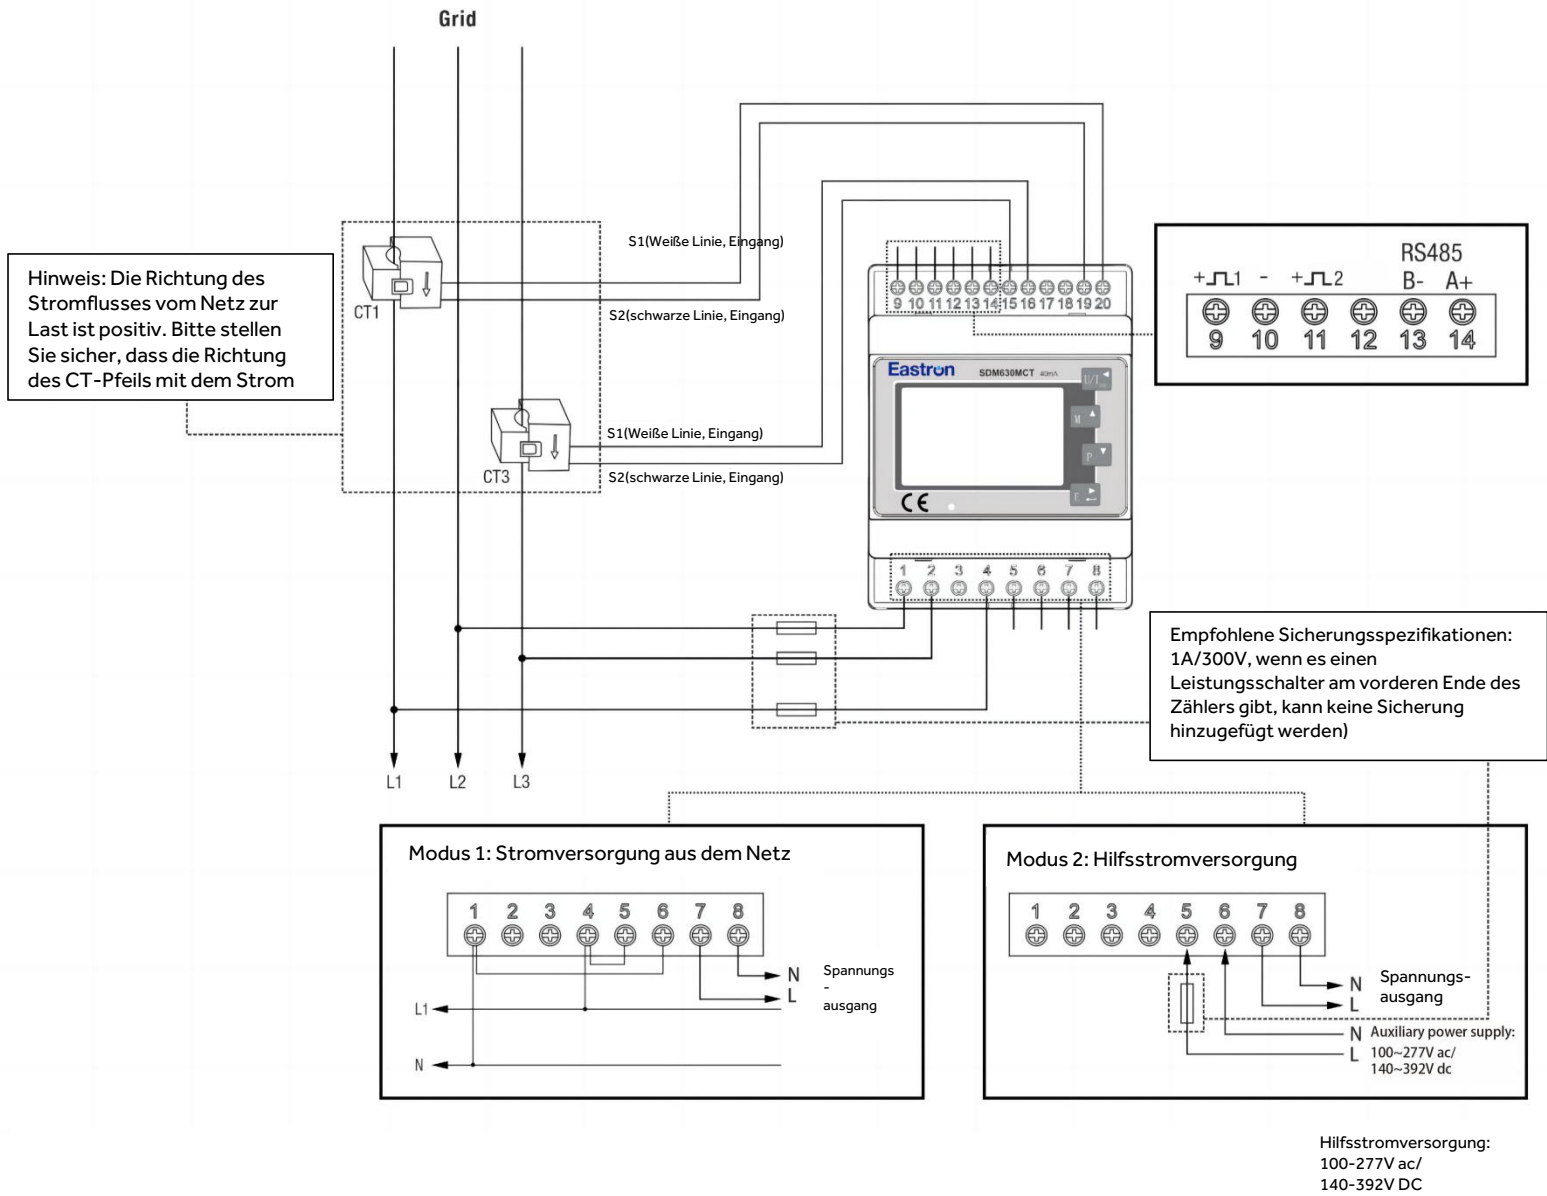 Grid
S1(Weiße Linie, Eingang)
S2(schwarze Linie, Eingang)
CT1
Hinweis: Die Richtung des
Stromflusses vom Netz zur
Last ist positiv. Bitte stellen
Sie sicher, dass die Richtung
des CT-Pfeils mit dem Strom
S1(Weiße Linie, Eingang)
S2(schwarze Linie, Eingang)
CT3
9 10 11 12 13 14 15 16 17 18 19 20
Eastron SDM630MCT 40mA
U/I
M
P
E
CE
1 2 3 4 5 6 7 8
RS485
+ 1 - + 2 B- A+
9 10 11 12 13 14
Empfohlene Sicherungsspezifikationen:
1A/300V, wenn es einen
Leistungsschalter am vorderen Ende des
Zählers gibt, kann keine Sicherung
hinzugefügt werden)
L1 L2 L3
Modus 1: Stromversorgung aus dem Netz
1 2 3 4 5 6 7 8
N
L
Spannungs
-
ausgang
L1
N
Modus 2: Hilfsstromversorgung
1 2 3 4 5 6 7 8
N
L
Spannungs-
ausgang
N Auxiliary power supply:
L 100~277V ac/
140~392V dc
Hilfsstromversorgung:
100-277V ac/
140-392V DC